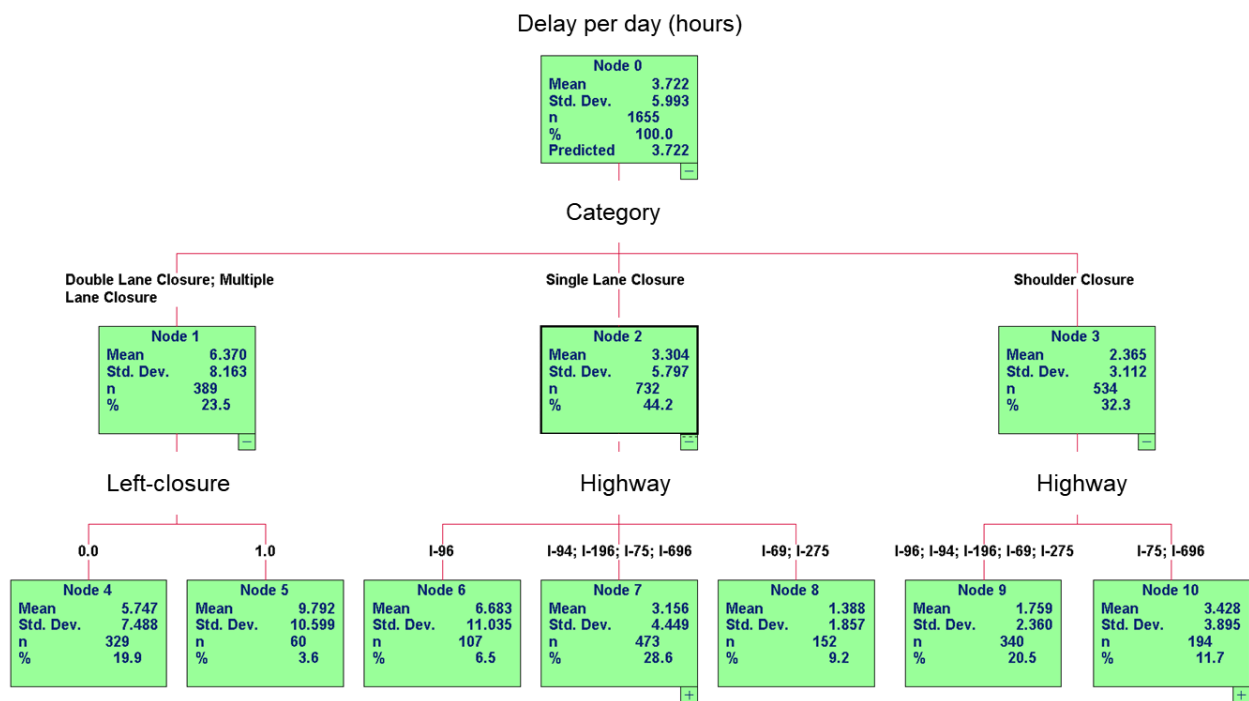 Delay per day (hours)
Node 0
Mean 3.722
Std. Dev. 5.993
n 1655
% 100.0
Predicted 3.722
−
Category
Double Lane Closure; Multiple
Lane Closure
Single Lane Closure
Shoulder Closure
Node 1
Mean 6.370
Std. Dev. 8.163
n 389
% 23.5
−
Node 2
Mean 3.304
Std. Dev. 5.797
n 732
% 44.2
−
Node 3
Mean 2.365
Std. Dev. 3.112
n 534
% 32.3
−
Left-closure
Highway
Highway
0.0
1.0
I-96
I-94; I-196; I-75; I-696
I-69; I-275
I-96; I-94; I-196; I-69; I-275
I-75; I-696
Node 4
Mean 5.747
Std. Dev. 7.488
n 329
% 19.9
Node 5
Mean 9.792
Std. Dev. 10.599
n 60
% 3.6
Node 6
Mean 6.683
Std. Dev. 11.035
n 107
% 6.5
Node 7
Mean 3.156
Std. Dev. 4.449
n 473
% 28.6
+
Node 8
Mean 1.388
Std. Dev. 1.857
n 152
% 9.2
Node 9
Mean 1.759
Std. Dev. 2.360
n 340
% 20.5
Node 10
Mean 3.428
Std. Dev. 3.895
n 194
% 11.7
+